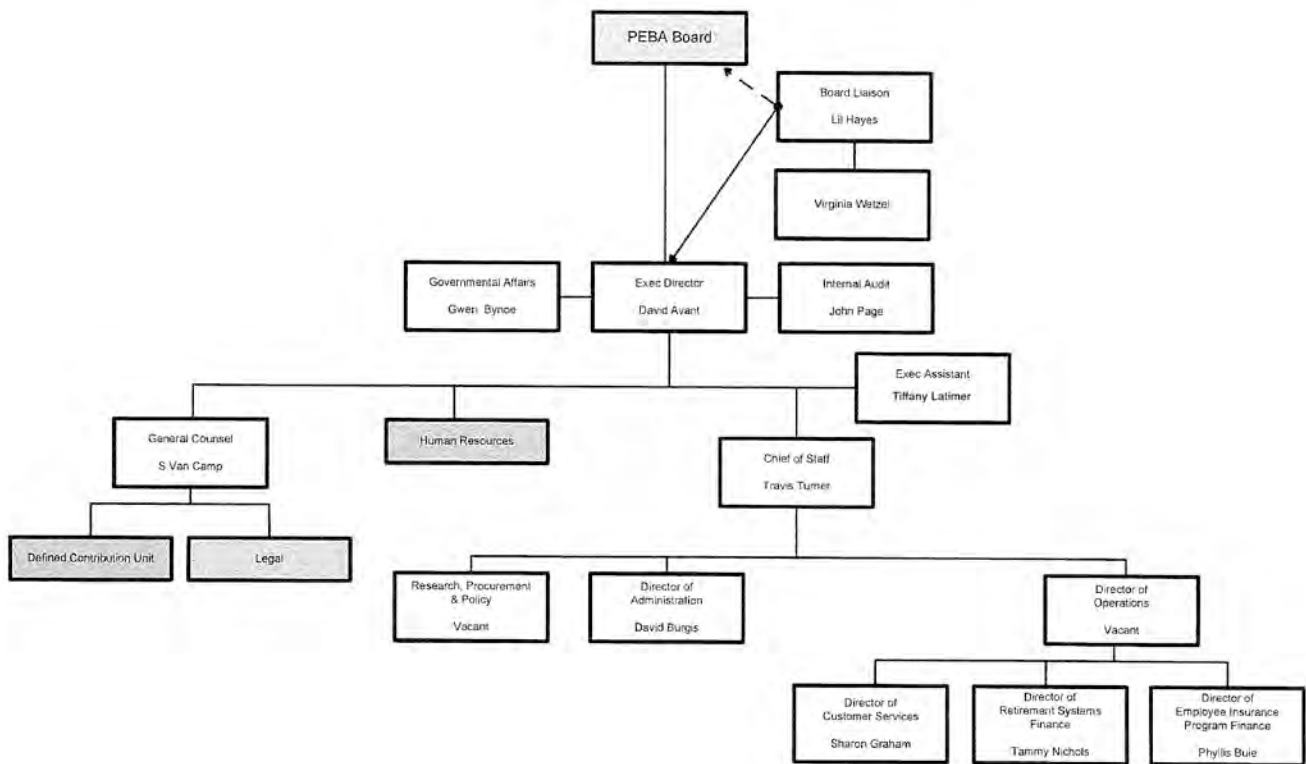 PEBA Board
Board Liaison
Lil Hayes
Virginia Wetzel
Governmental Affairs
Gwen Bynoe
Exec Director
David Avant
Internal Audit
John Page
Exec Assistant
Tiffany Latimer
General Counsel
S Van Camp
Human Resources
Chief of Staff
Travis Turner
Defined Contribution Unit
Legal
Research, Procurement
& Policy
Vacant
Director of
Administration
David Burgis
Director of
Operations
Vacant
Director of
Customer Services
Sharon Graham
Director of
Retirement Systems
Finance
Tammy Nichols
Director of
Employee Insurance
Program Finance
Phyllis Buie